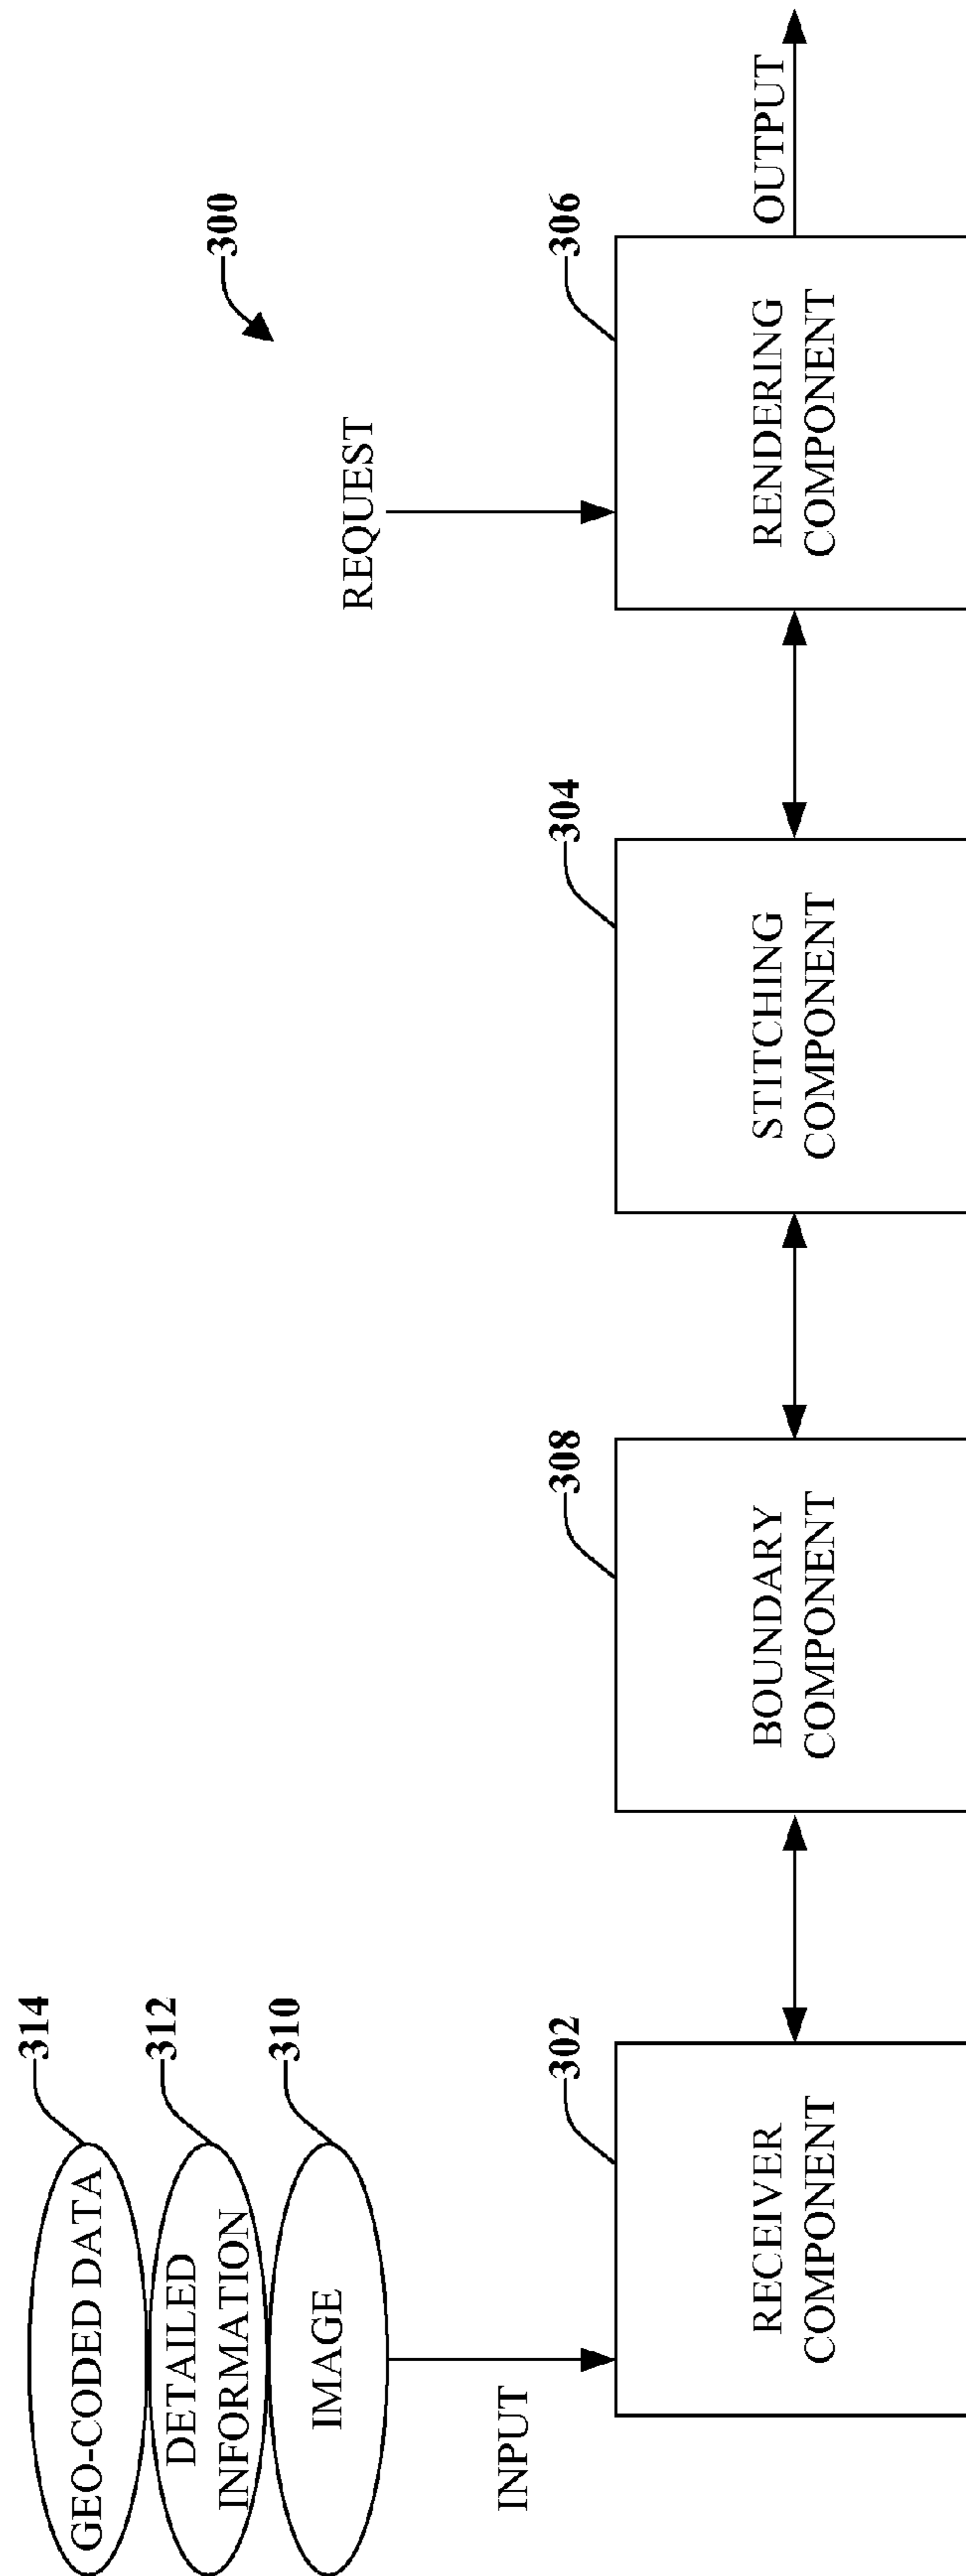 300
314
GEO-CODED DATA
312
DETAILED
INFORMATION
310
IMAGE
INPUT
REQUEST
302
RECEIVER
COMPONENT
308
BOUNDARY
COMPONENT
304
STITCHING
COMPONENT
306
RENDERING
COMPONENT
OUTPUT